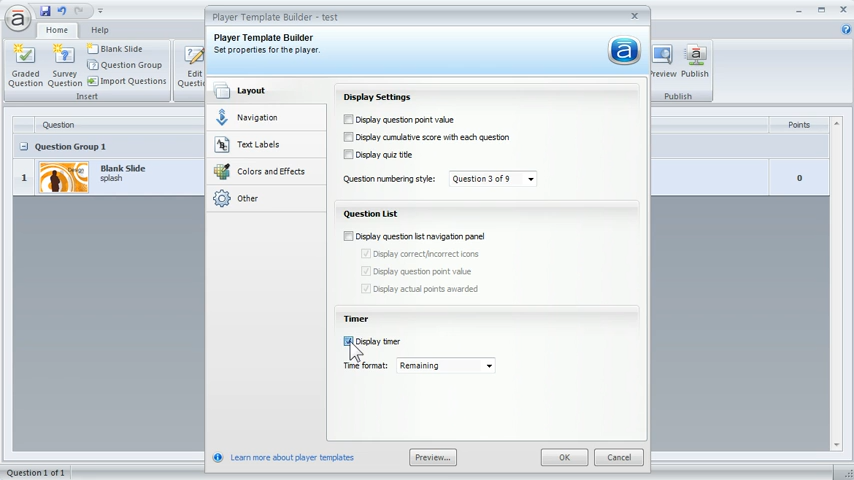 Player Template Builder - test
Home
Help
Graded Question
Survey Question
Blank Slide
Question Group
Import Questions
Insert
Edit
Preview
Publish
Publish
Player Template Builder
Set properties for the player.
Question
Points
Question Group 1
1
Blank Slide
splash
0
Layout
Navigation
Text Labels
Colors and Effects
Other
Display Settings
Display question point value
Display cumulative score with each question
Display quiz title
Question numbering style: Question 3 of 9
Question List
Display question list navigation panel
Display correct/incorrect icons
Display question point value
Display actual points awarded
Timer
Display timer
Time format: Remaining
Learn more about player templates
Preview...
OK
Cancel
Question 1 of 1